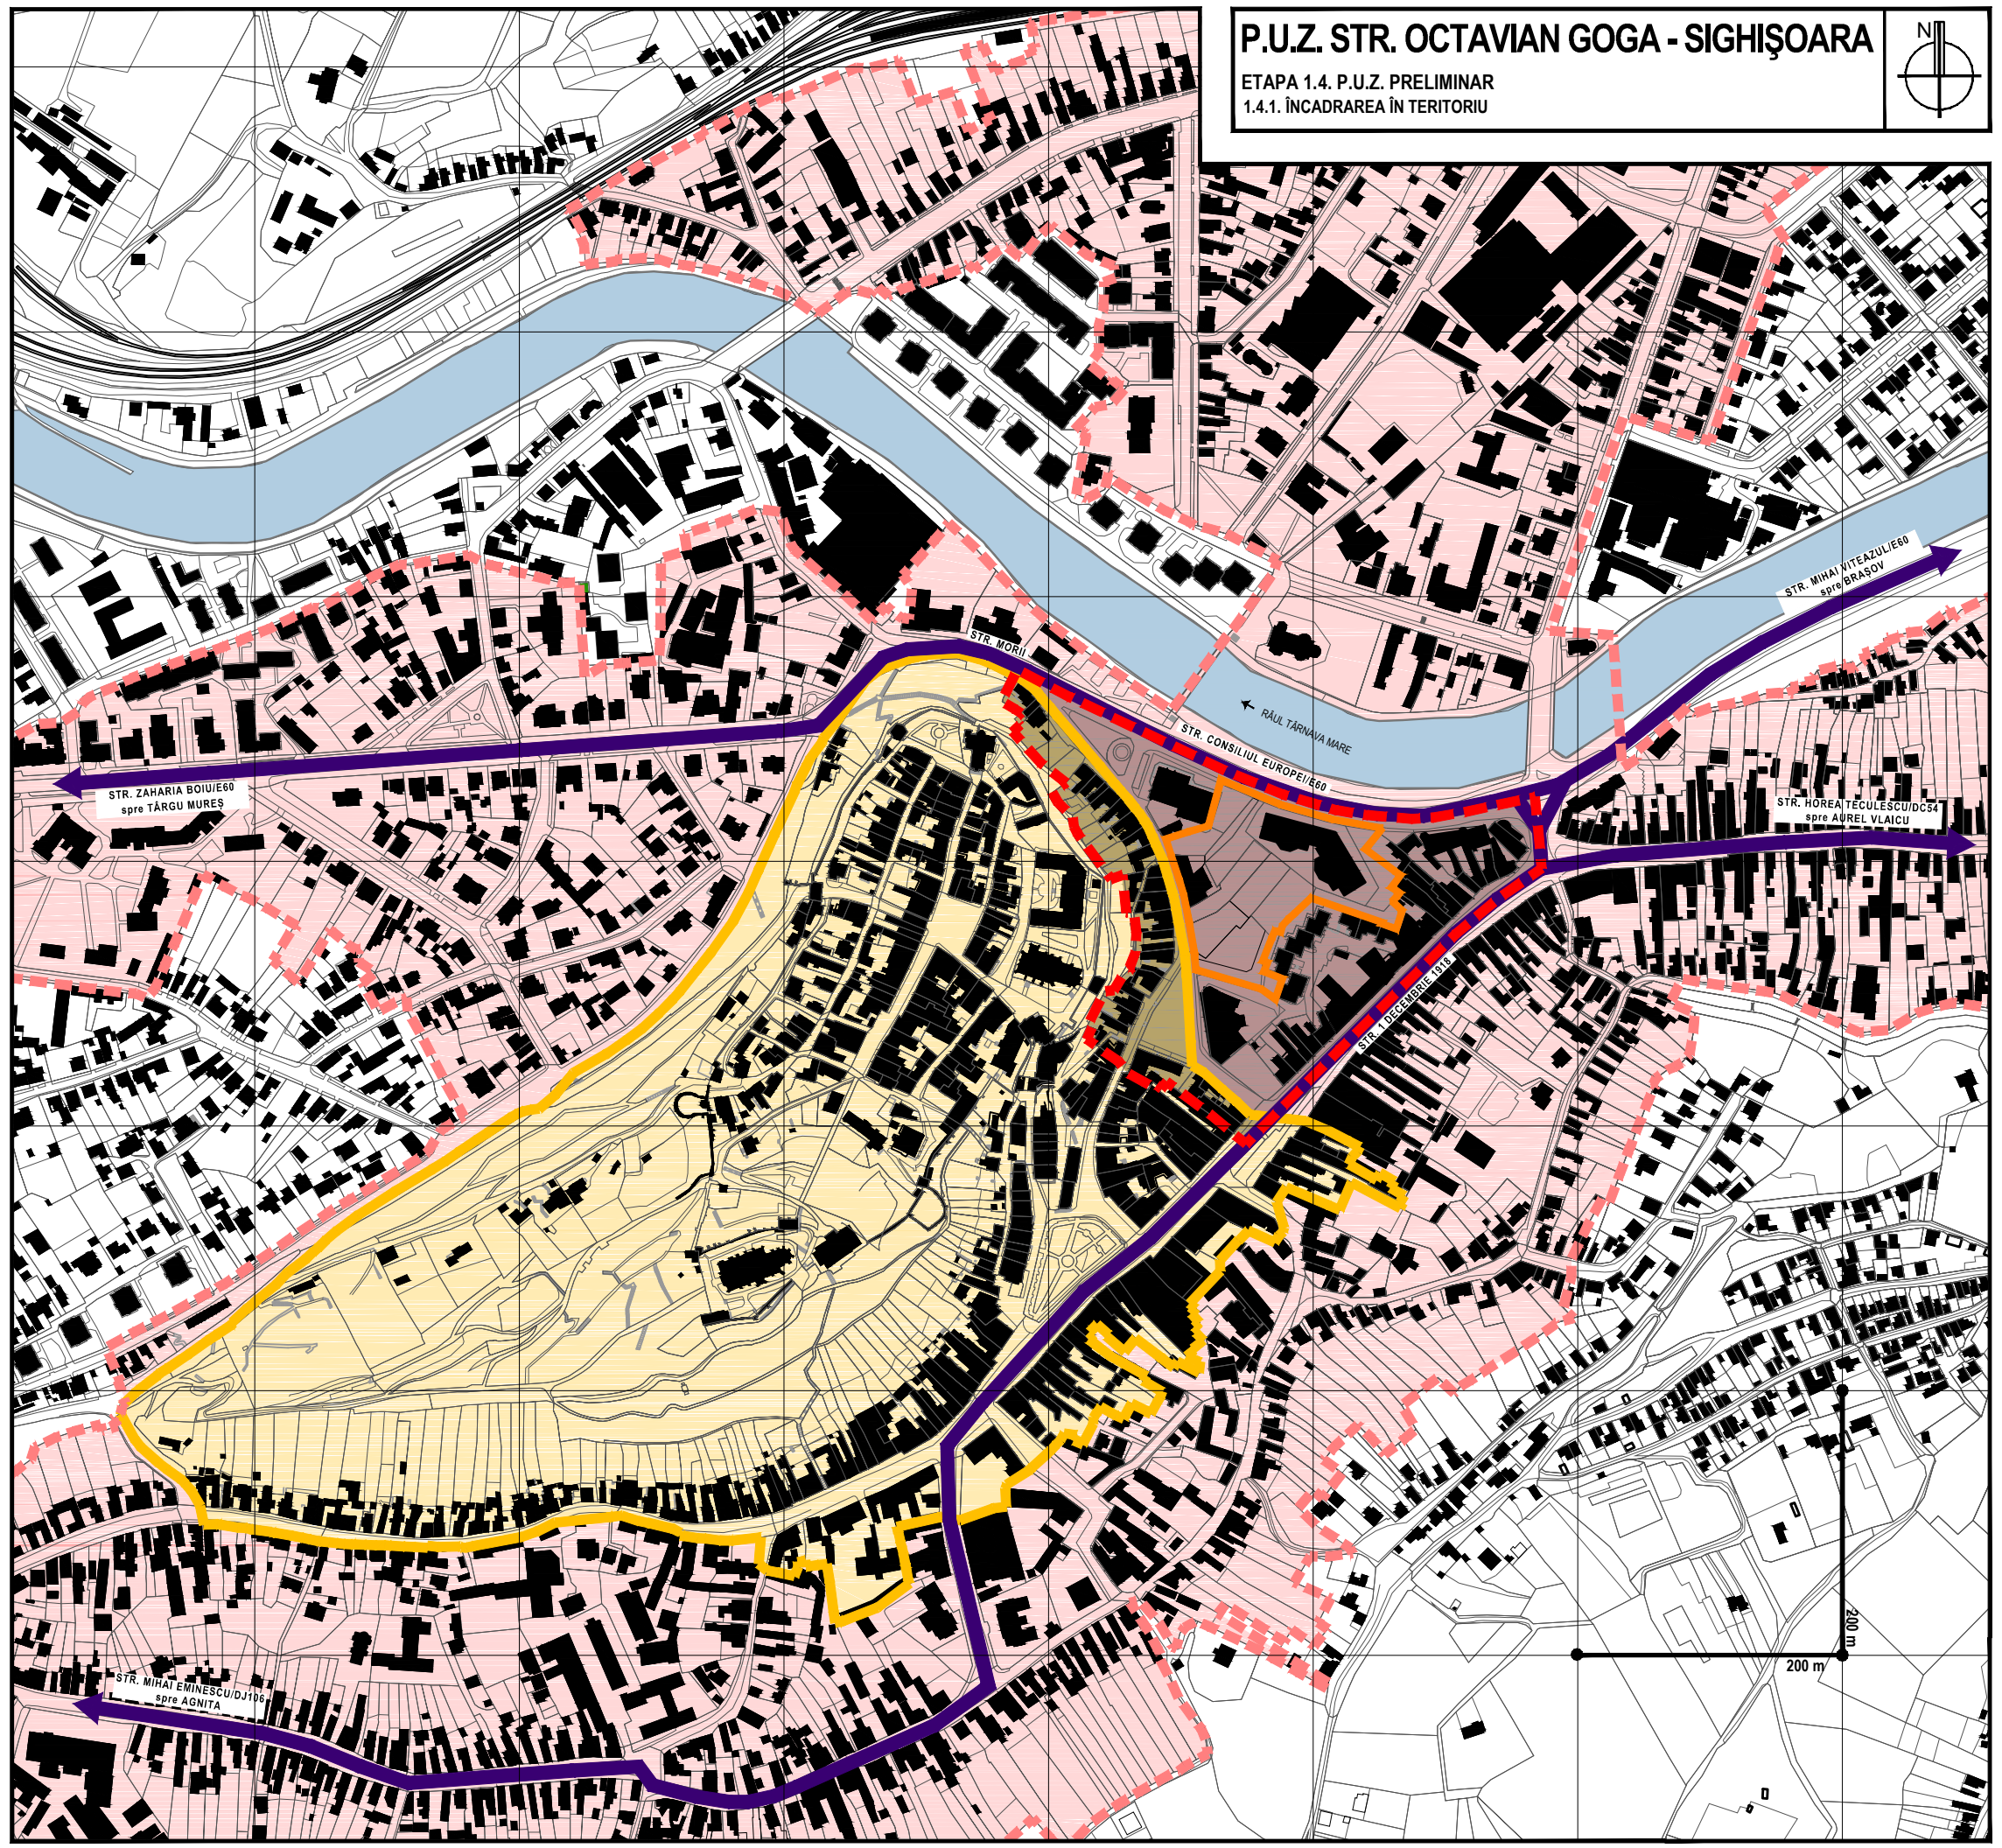 P.U.Z. STR. OCTAVIAN GOGA - SIGHIŞOARA
ETAPA 1.4. P.U.Z. PRELIMINAR
1.4.1. ÎNCADRAREA ÎN TERITORIU
N
STR. MIHAI VITEAZUL/E60
spre BRAŞOV
STR. MORII
STR. CONSILIUL EUROPEI/E60
RÂUL TÂRNAVA MARE
STR. ZAHARIA BOIU/E60
spre TÂRGU MUREŞ
STR. HOREA TECULESCU/DC54
spre AUREL VLAICU
STR. 1 DECEMBRIE 1918
200 m
200 m
STR. MIHAI EMINESCU/DJ106
spre AGNITA